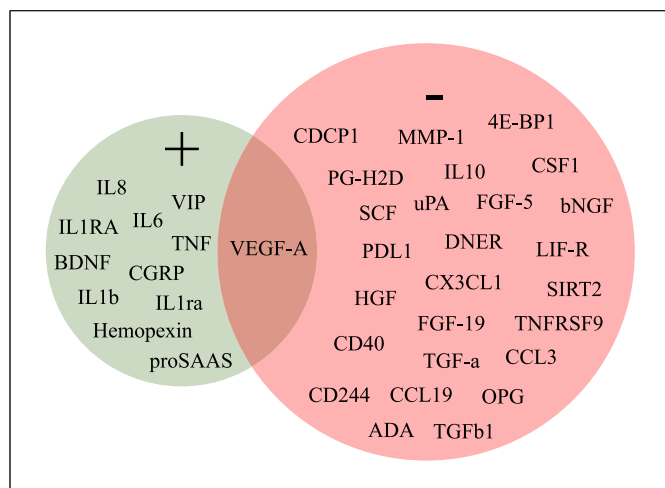 +
IL8
VIP
IL1RA
IL6
TNF
BDNF
CGRP
IL1b
IL1ra
Hemopexin
proSAAS
VEGF-A
-
CDCP1
MMP-1
4E-BP1
PG-H2D
IL10
CSF1
SCF
uPA
FGF-5
bNGF
PDL1
DNER
LIF-R
CX3CL1
HGF
SIRT2
FGF-19
TNFRSF9
CD40
TGF-a
CCL3
CD244
CCL19
OPG
ADA
TGFb1